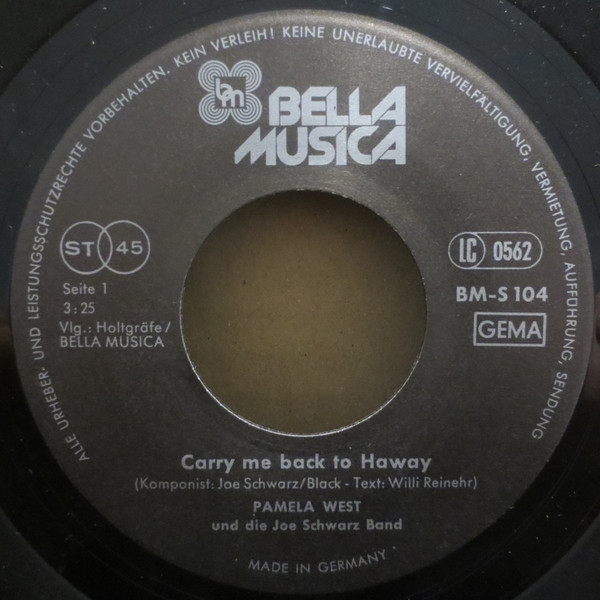 ALLE URHEBER- UND LEISTUNGSSCHUTZRECHTE VORBEHALTEN. KEIN VERLEIH! KEINE UNERLAUBTE VERVIELFÄLTIGUNG, VERMIETUNG, AUFFÜHRUNG, SENDUNG
bm
BELLA
MUSICA
ST 45
LC 0562
Seite 1
3:25
Vlg.: Holtgräfe/
BELLA MUSICA
BM-S 104
GEMA
Carry me back to Haway
(Komponist: Joe Schwarz/Black - Text: Willi Reinehr)
PAMELA WEST
und die Joe Schwarz Band
· MADE IN GERMANY ·